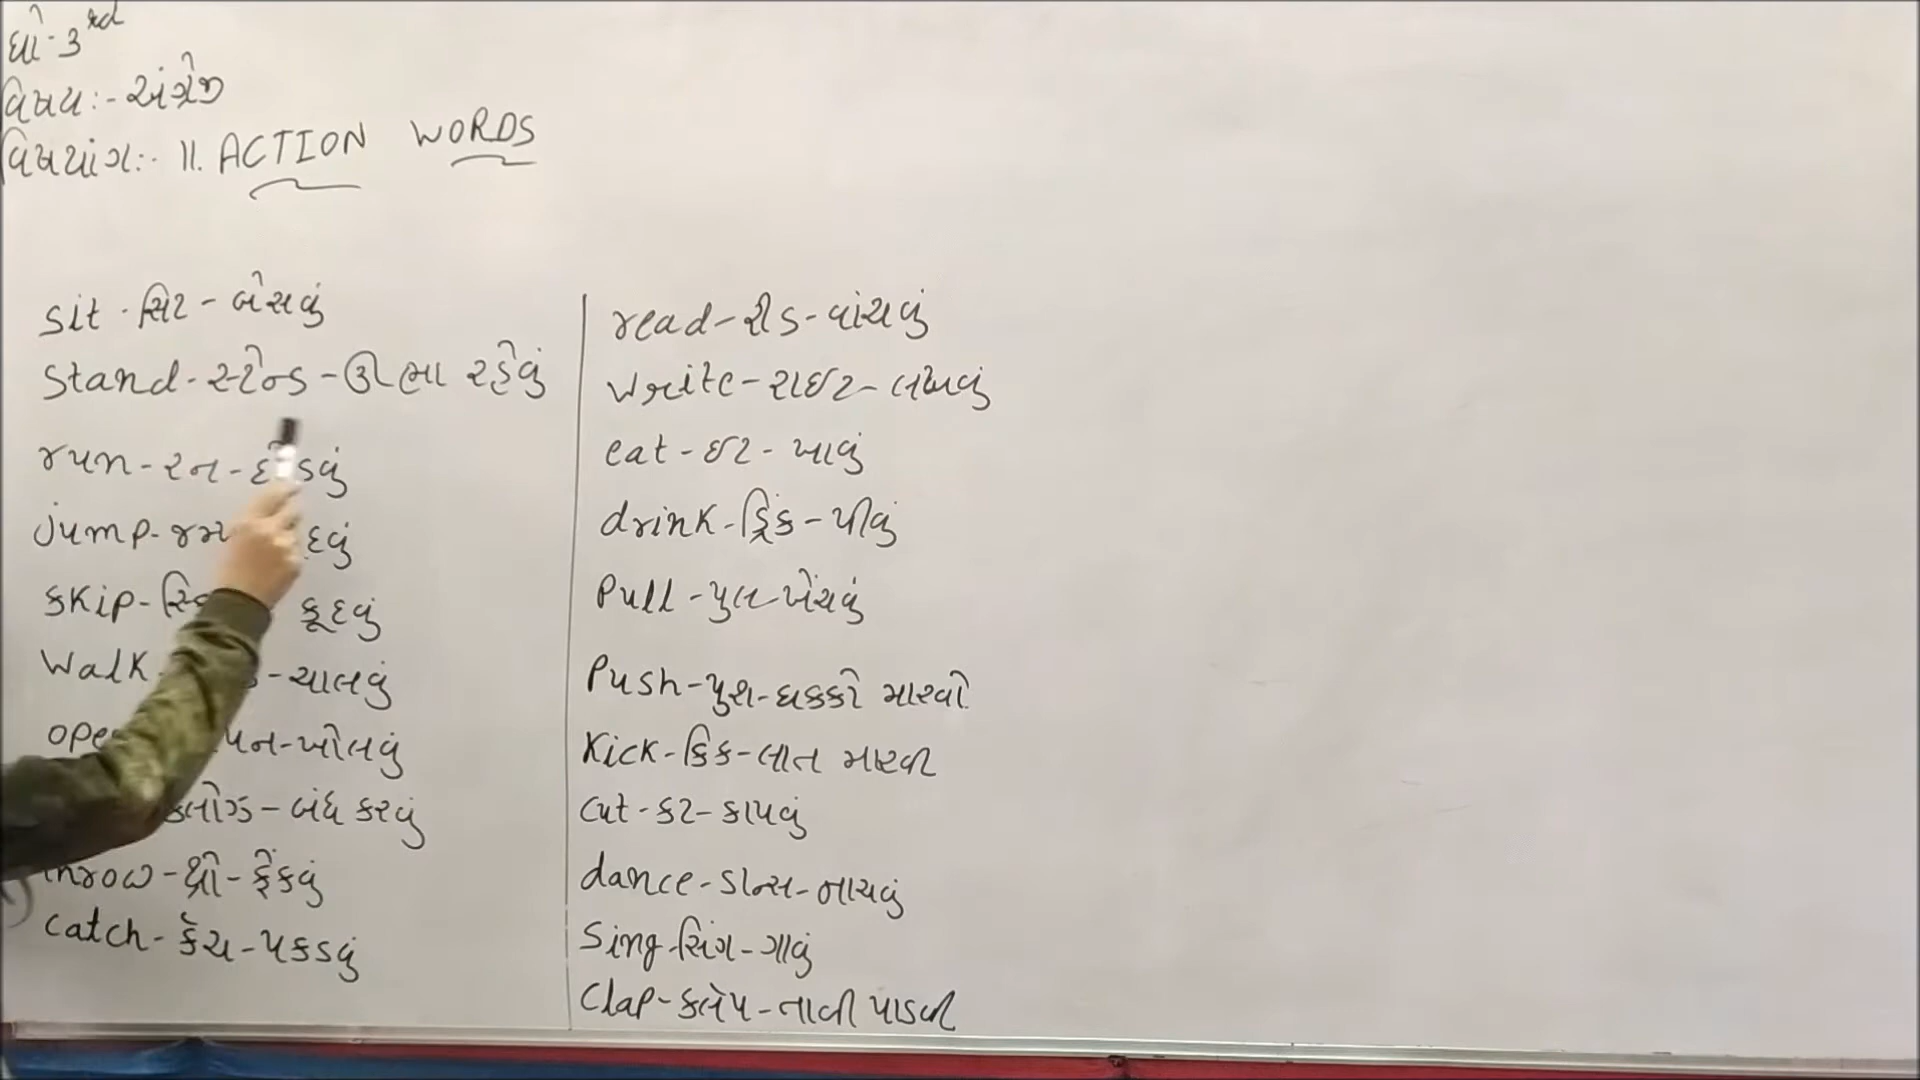 ધો- 3rd
વિષય:- અંગ્રેજી
વિષયાંગ:- 11. ACTION WORDS
sit - સિટ - બેસવું
Stand - સ્ટેન્ડ - ઊભા રહેવું
run - રન - દોડવું
jump - જમ દવું
skip - કૂદવું
walk - ચાલવું
ope પન - ખોલવું
ક્લોઝ - બંધ કરવું
throw - થ્રો - ફેંકવું
catch - કેચ - પકડવું
read - રીડ - વાંચવું
write - રાઈટ - લખવું
eat - ઈટ - ખાવું
drink - ડ્રિંક - પીવું
Pull - પુલ - ખેંચવું
Push - પુશ - ધક્કો મારવો
Kick - કિક - લાત મારવી
cut - કટ - કાપવું
dance - ડાન્સ - નાચવું
Sing - સિંગ - ગાવું
Clap - ક્લેપ - તાળી પાડવી